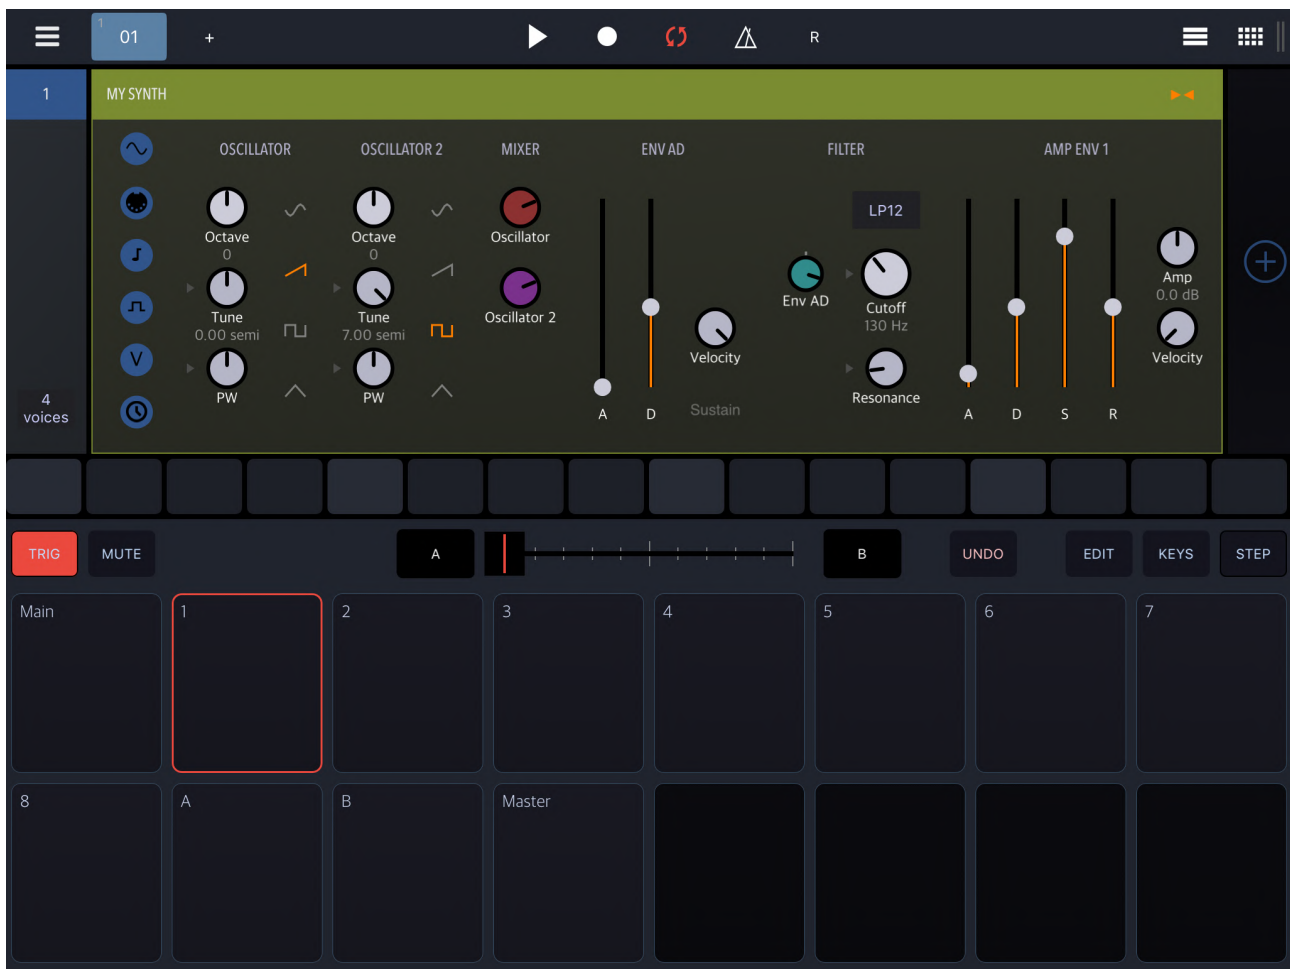 1
01
+
R
1
MY SYNTH
OSCILLATOR
OSCILLATOR 2
MIXER
ENV AD
FILTER
AMP ENV 1
LP12
Octave
0
Octave
0
Oscillator
Tune
0.00 semi
Tune
7.00 semi
Oscillator 2
Env AD
Cutoff
130 Hz
Amp
0.0 dB
Velocity
Velocity
PW
PW
Resonance
V
4
voices
A
D
Sustain
A
D
S
R
TRIG
MUTE
A
B
UNDO
EDIT
KEYS
STEP
Main
1
2
3
4
5
6
7
8
A
B
Master